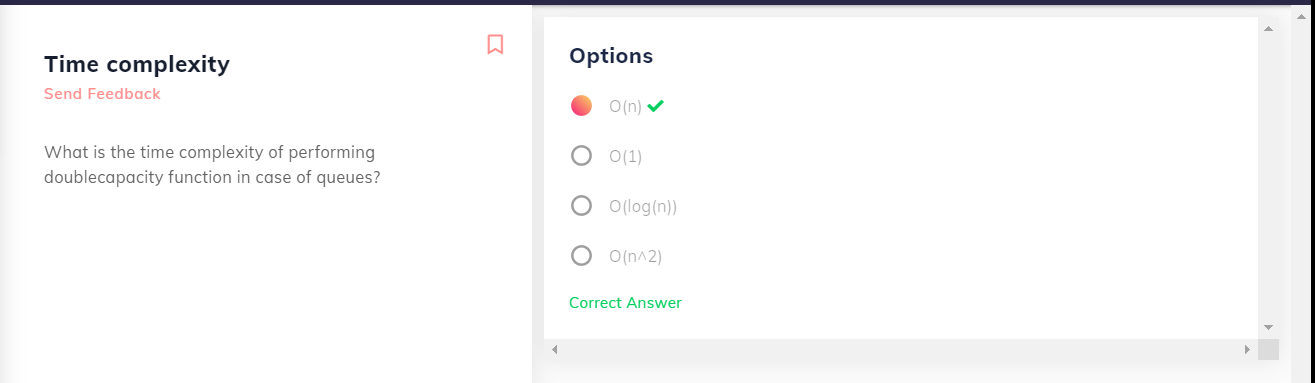 Time complexity
Send Feedback
What is the time complexity of performing
doublecapacity function in case of queues?
Options
O(n)
O(1)
O(log(n))
O(n^2)
Correct Answer